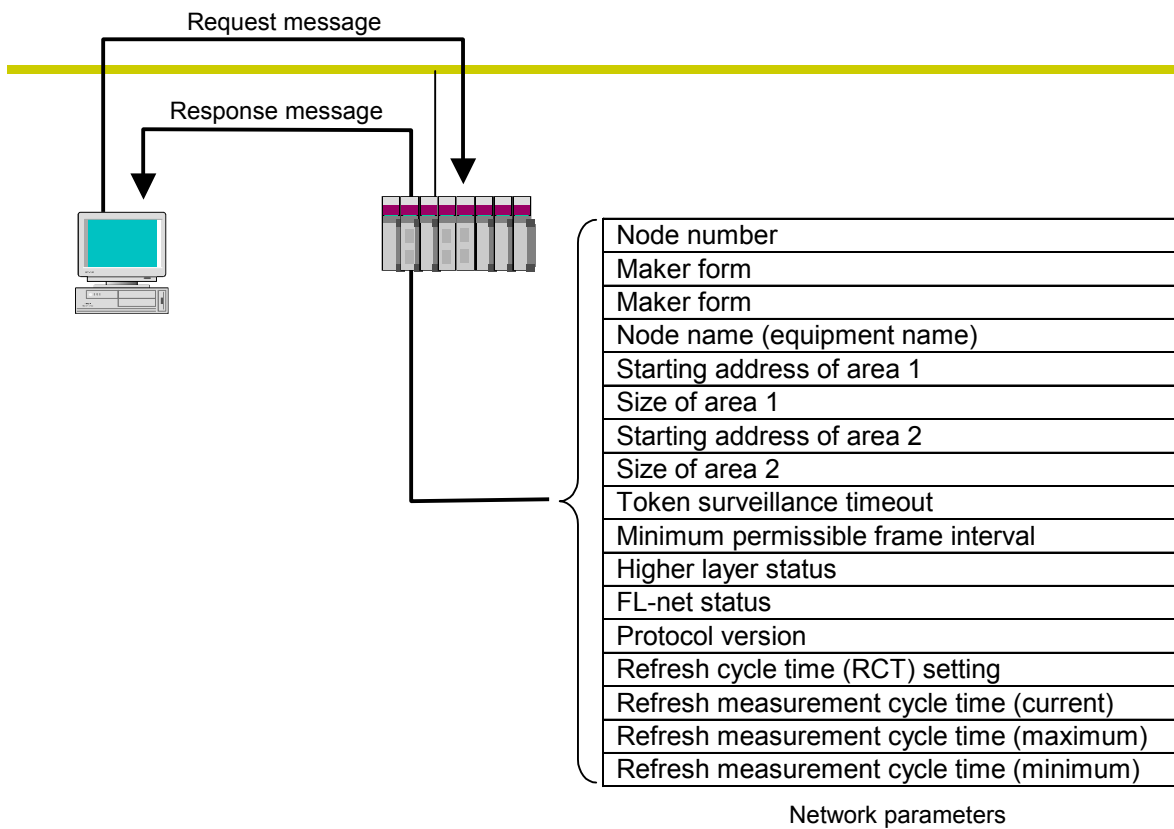 Request message
Response message
Node number
Maker form
Maker form
Node name (equipment name)
Starting address of area 1
Size of area 1
Starting address of area 2
Size of area 2
Token surveillance timeout
Minimum permissible frame interval
Higher layer status
FL-net status
Protocol version
Refresh cycle time (RCT) setting
Refresh measurement cycle time (current)
Refresh measurement cycle time (maximum)
Refresh measurement cycle time (minimum)
Network parameters